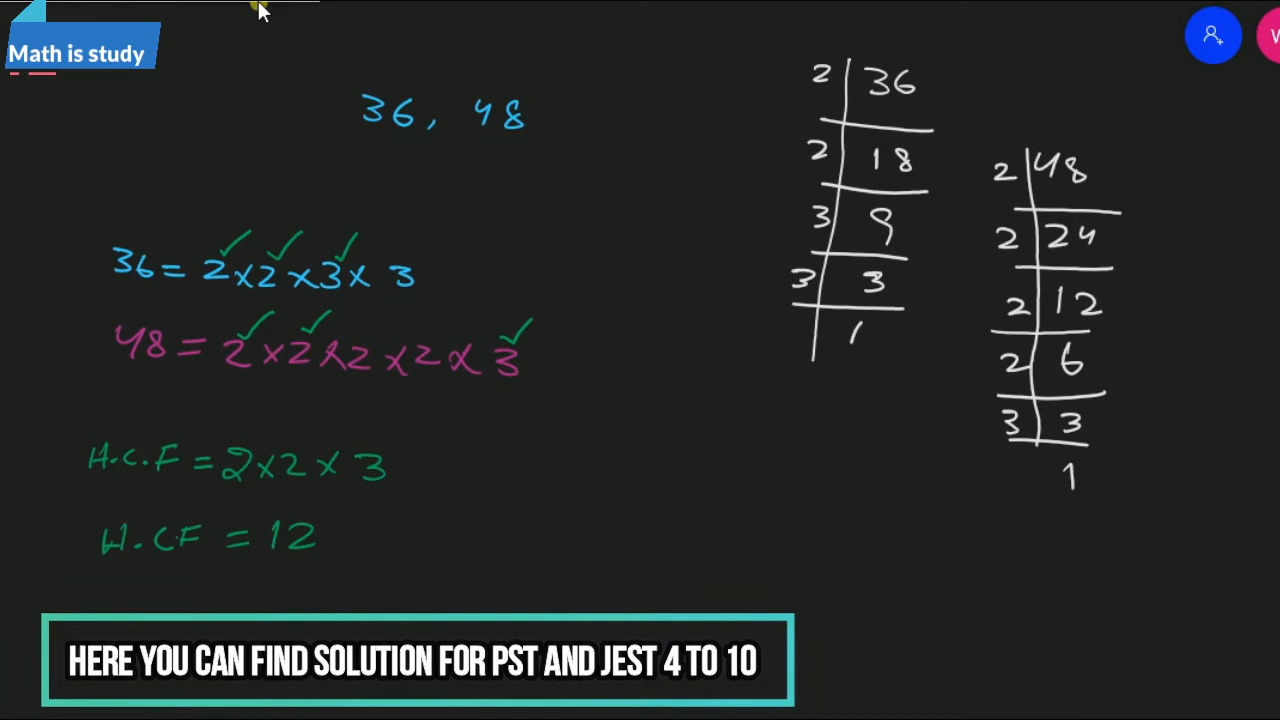 Math is study
36, 48
36 = 2×2×3×3
48 = 2×2×2×2×3
H.C.F = 2×2×3
H.C.F = 12
2 36
2 18
3 9
3 3
1
2 48
2 24
2 12
2 6
3 3
1
HERE YOU CAN FIND SOLUTION FOR PST AND JEST 4 TO 10
W